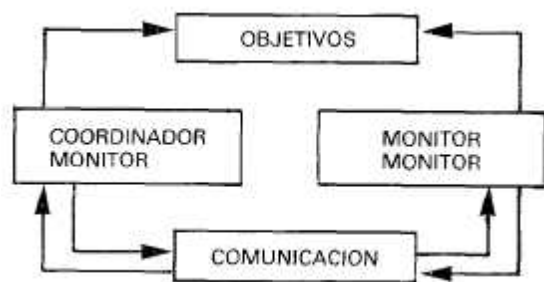 OBJETIVOS
COORDINADOR
MONITOR
MONITOR
MONITOR
COMUNICACION